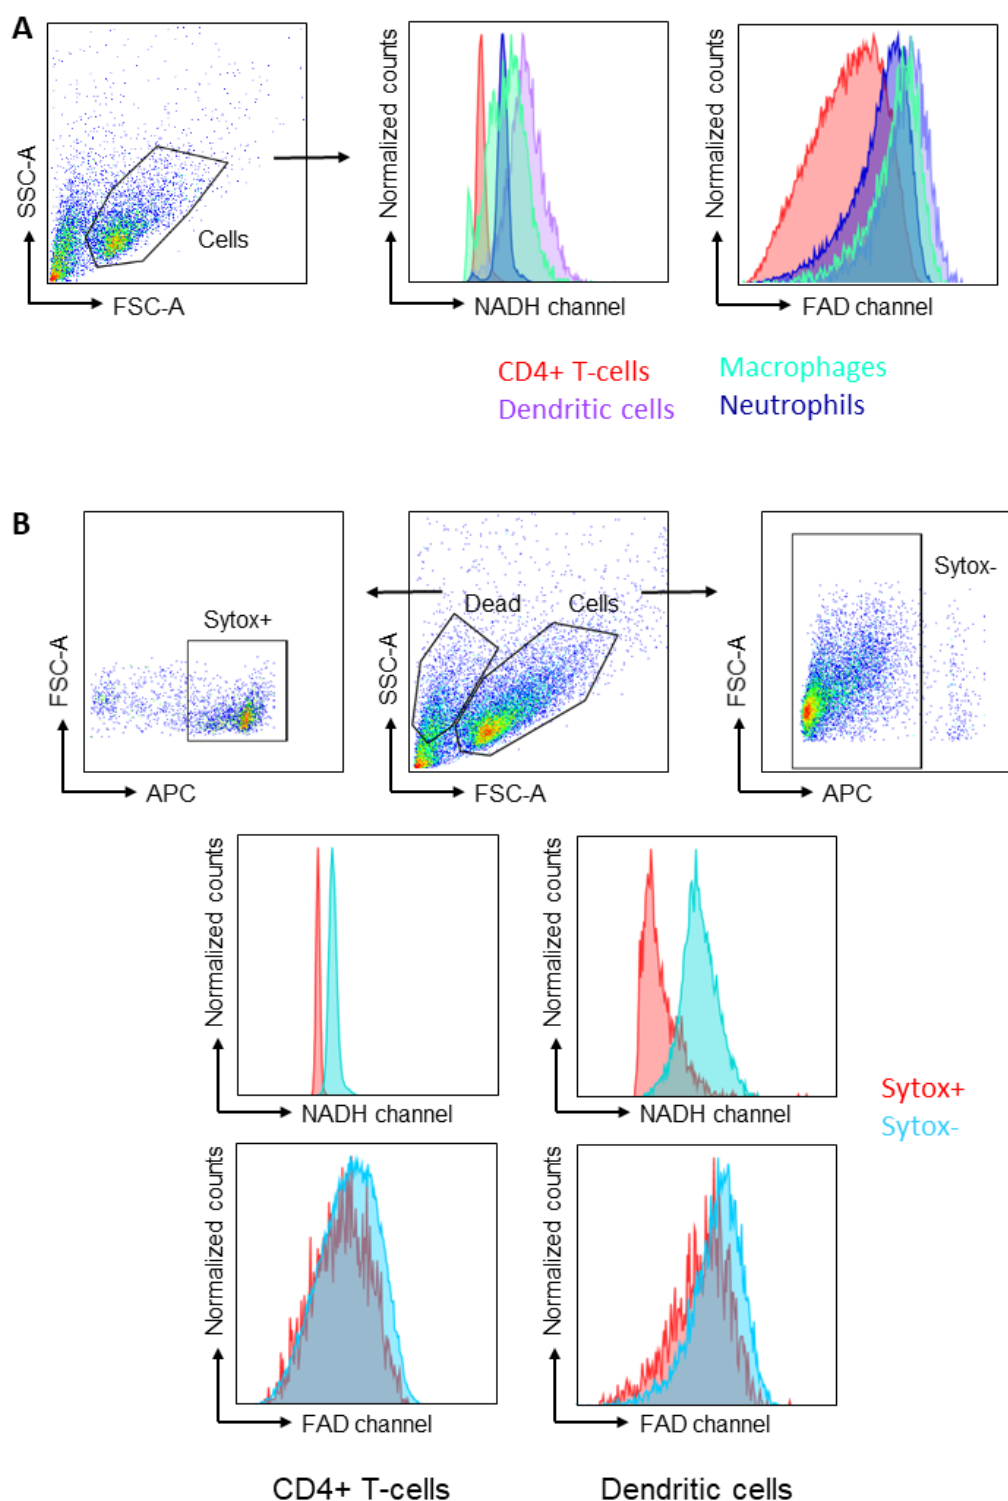 A
SSC-A
FSC-A
Cells
Normalized counts
NADH channel
Normalized counts
FAD channel
CD4+ T-cells
Macrophages
Dendritic cells
Neutrophils
B
FSC-A
Sytox+
APC
SSC-A
Dead
Cells
FSC-A
FSC-A
Sytox-
APC
Normalized counts
NADH channel
Normalized counts
NADH channel
Sytox+
Sytox-
Normalized counts
FAD channel
Normalized counts
FAD channel
CD4+ T-cells
Dendritic cells